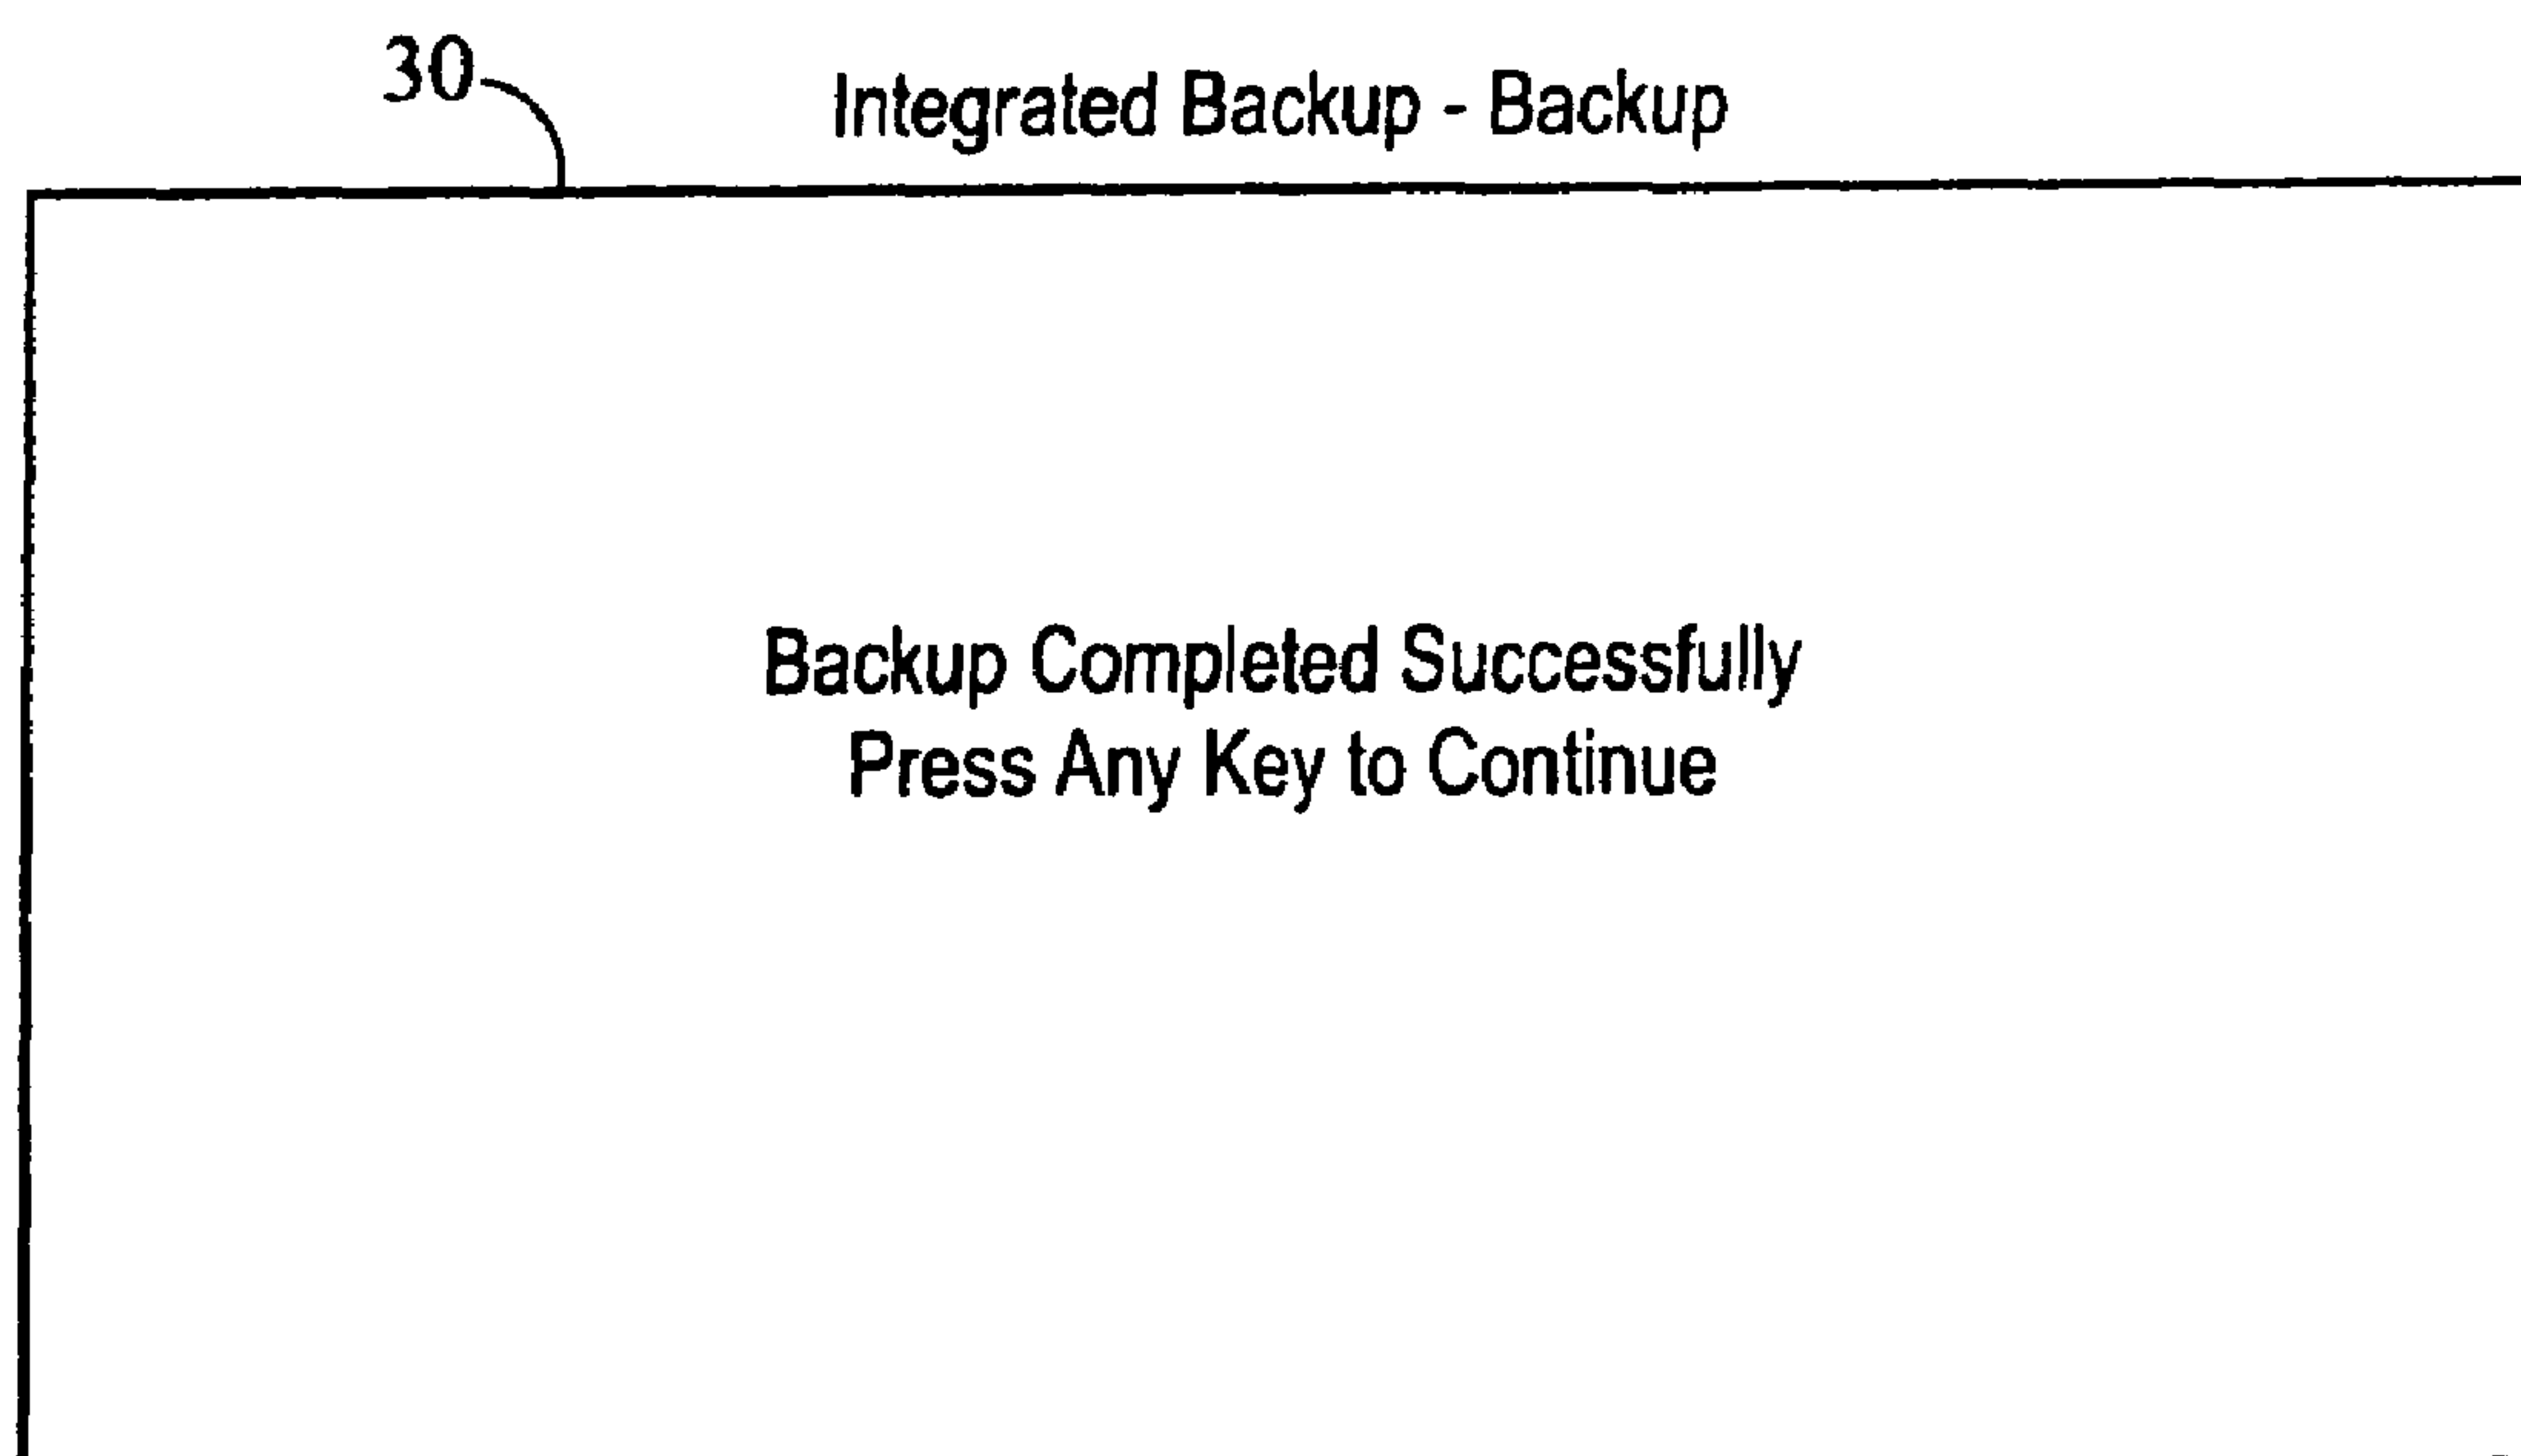 30
Integrated Backup - Backup
Backup Completed Successfully
Press Any Key to Continue